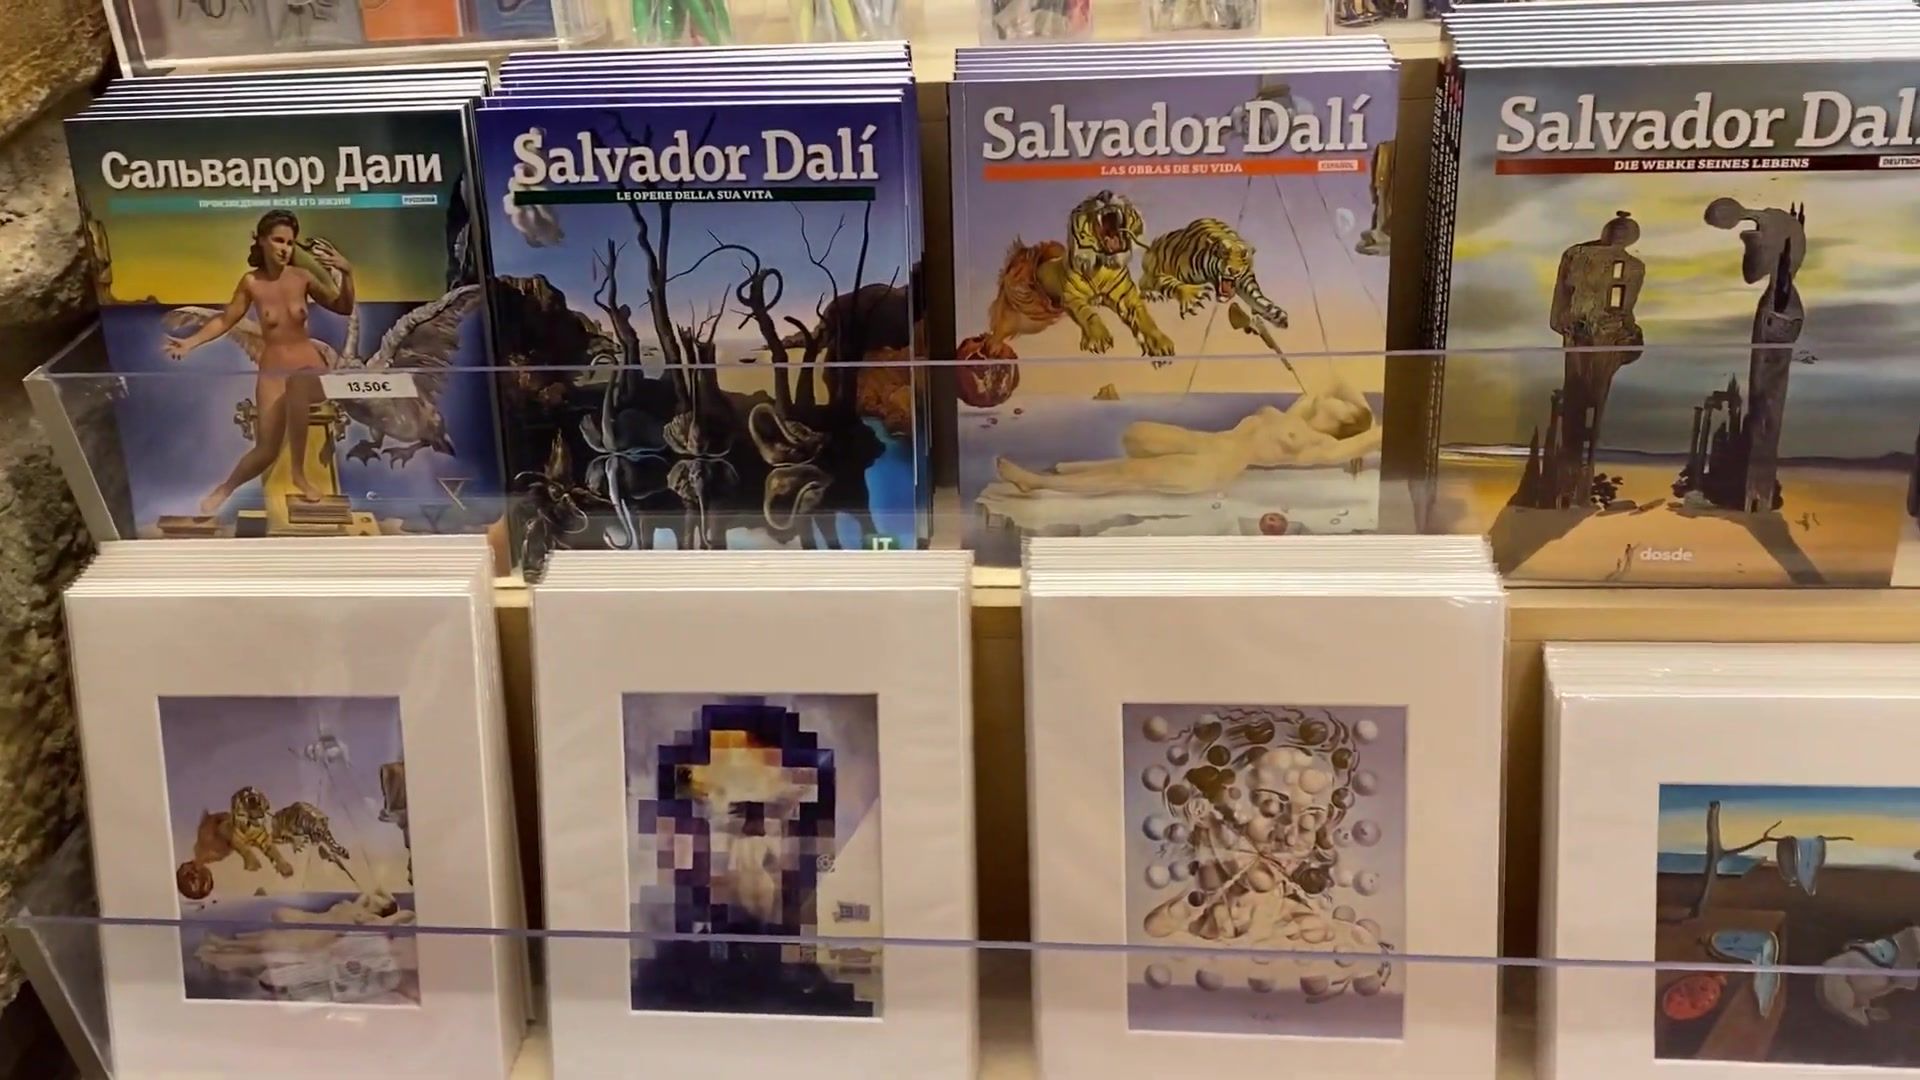 Сальвадор Дали
ПРОИЗВЕДЕНИЯ ВСЕЙ ЕГО ЖИЗНИ
РУССКИЙ
13,50€
Salvador Dalí
LE OPERE DELLA SUA VITA
IT
Salvador Dalí
LAS OBRAS DE SU VIDA
ESPAÑOL
Salvador Dalí
DIE WERKE SEINES LEBENS
DEUTSCH
dosde